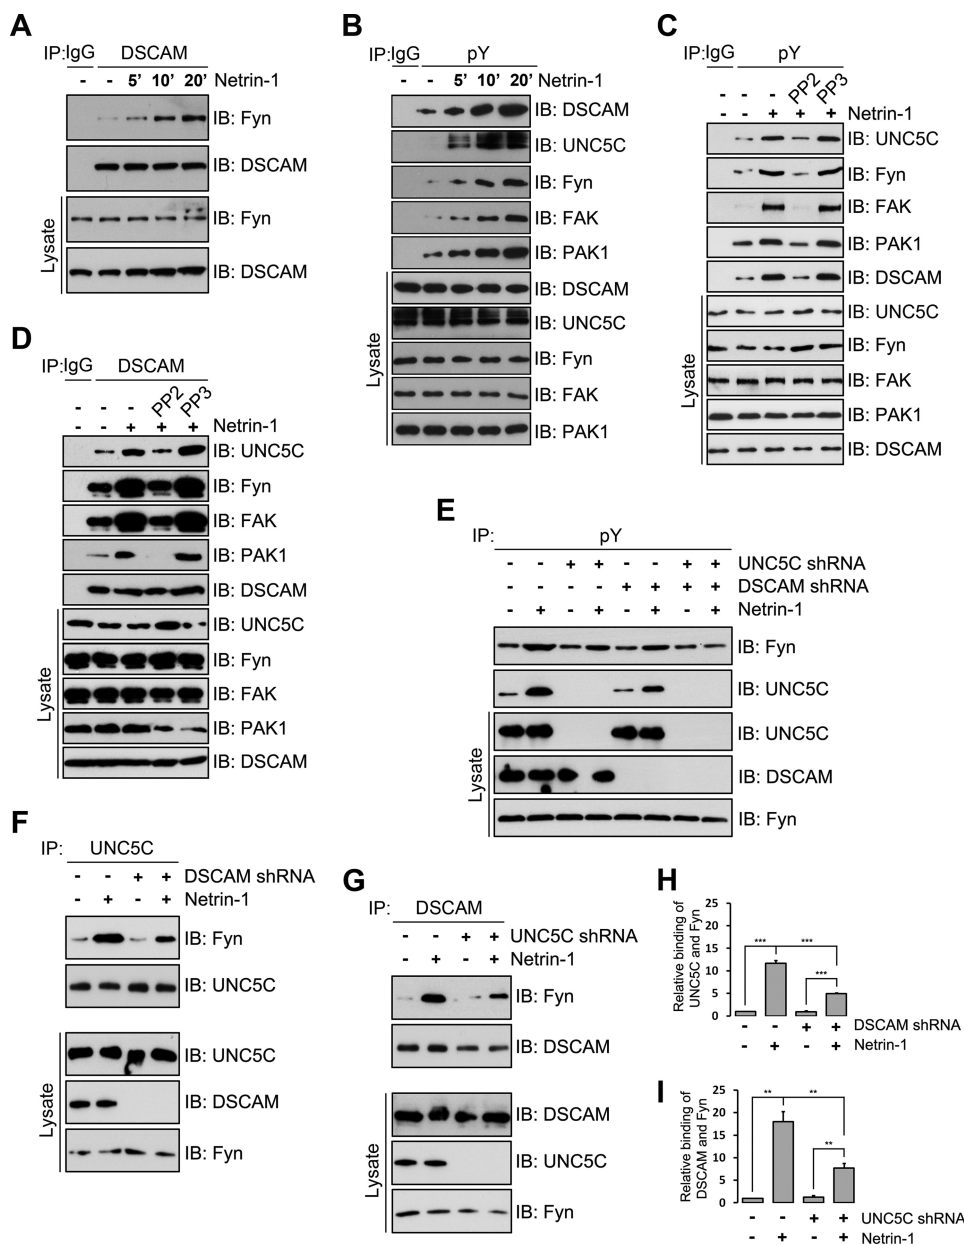 A
IP:IgG DSCAM
- - 5’ 10’ 20’ Netrin-1
IB: Fyn
IB: DSCAM
IB: Fyn
IB: DSCAM
Lysate
B
IP: IgG pY
- - 5’ 10’ 20’ Netrin-1
IB: DSCAM
IB: UNC5C
IB: Fyn
IB: FAK
IB: PAK1
IB: DSCAM
IB: UNC5C
IB: Fyn
IB: FAK
IB: PAK1
Lysate
C
IP:IgG pY
PP2 PP3
- - + + + Netrin-1
IB: UNC5C
IB: Fyn
IB: FAK
IB: PAK1
IB: DSCAM
IB: UNC5C
IB: Fyn
IB: FAK
IB: PAK1
IB: DSCAM
Lysate
D
IP:IgG DSCAM
PP2 PP3
- - + + + Netrin-1
IB: UNC5C
IB: Fyn
IB: FAK
IB: PAK1
IB: DSCAM
IB: UNC5C
IB: Fyn
IB: FAK
IB: PAK1
IB: DSCAM
Lysate
E
IP: pY
- - + + - - + + UNC5C shRNA
- - - - + + + + DSCAM shRNA
- + - + - + - + Netrin-1
IB: Fyn
IB: UNC5C
IB: UNC5C
IB: DSCAM
IB: Fyn
Lysate
F
IP: UNC5C
- - + + DSCAM shRNA
- + - + Netrin-1
IB: Fyn
IB: UNC5C
IB: UNC5C
IB: DSCAM
IB: Fyn
Lysate
G
IP: DSCAM
- - + + UNC5C shRNA
- + - + Netrin-1
IB: Fyn
IB: DSCAM
IB: DSCAM
IB: UNC5C
IB: Fyn
Lysate
H
Relative binding of
UNC5C and Fyn
25
20
15
10
5
0
*** ***
***
- - + + DSCAM shRNA
- + - + Netrin-1
I
Relative binding of
DSCAM and Fyn
25
20
15
10
5
0
** **
**
- - + + UNC5C shRNA
- + - + Netrin-1